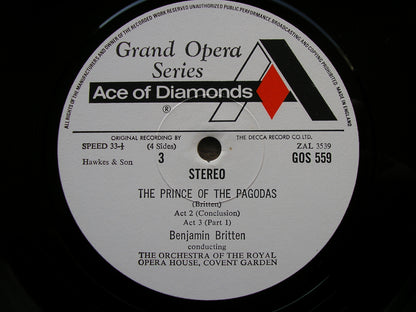 ALL RIGHTS OF THE MANUFACTURERS AND OWNER OF THE RECORDED WORK RESERVED UNAUTHORIZED PUBLIC PERFORMANCE, BROADCASTING AND COPYING PROHIBITED. MADE IN ENGLAND
Grand Opera
Series
Ace of Diamonds
®
ORIGINAL RECORDING BY THE DECCA RECORD CO. LTD.
SPEED 33-⅓ (4 Sides) ZAL 3539
Hawkes & Son 3 GOS 559
STEREO
THE PRINCE OF THE PAGODAS
(Britten)
Act 2 (Conclusion)
Act 3 (Part 1)
Benjamin Britten
conducting
THE ORCHESTRA OF THE ROYAL
OPERA HOUSE, COVENT GARDEN